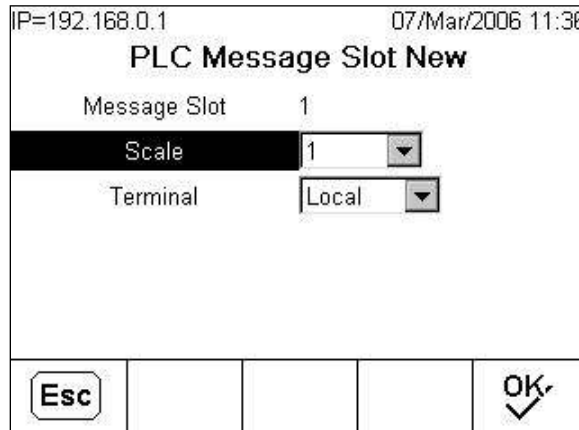 IP=192.168.0.1 07/Mar/2006 11:36
PLC Message Slot New
Message Slot 1
Scale 1
Terminal Local
Esc OK